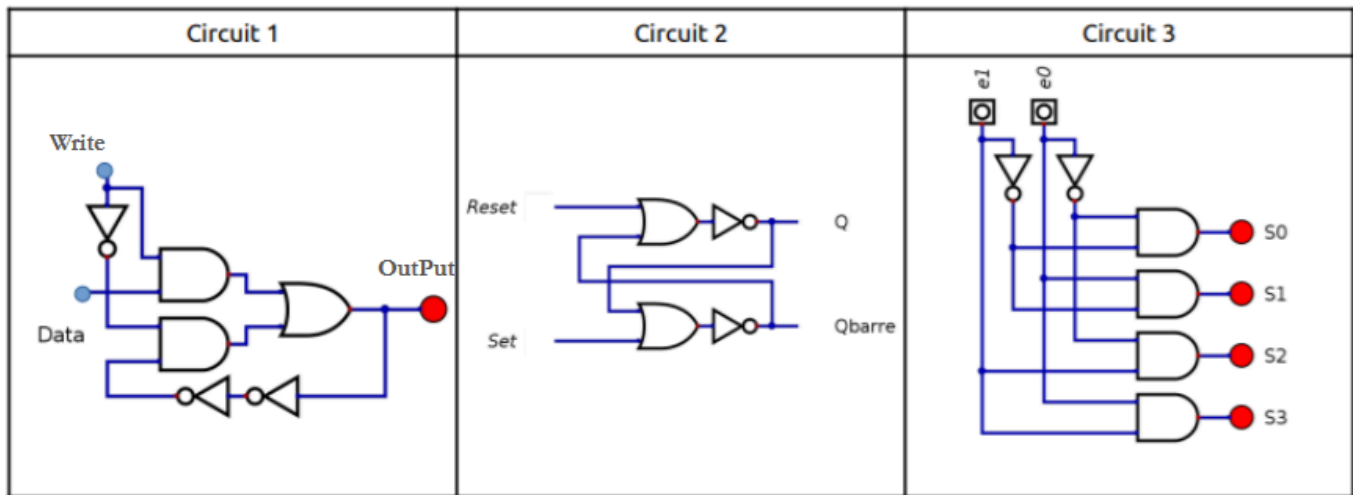 Circuit 1
Circuit 2
Circuit 3
Write
Data
OutPut
Reset
Set
Q
Qbarre
e1
e0
S0
S1
S2
S3